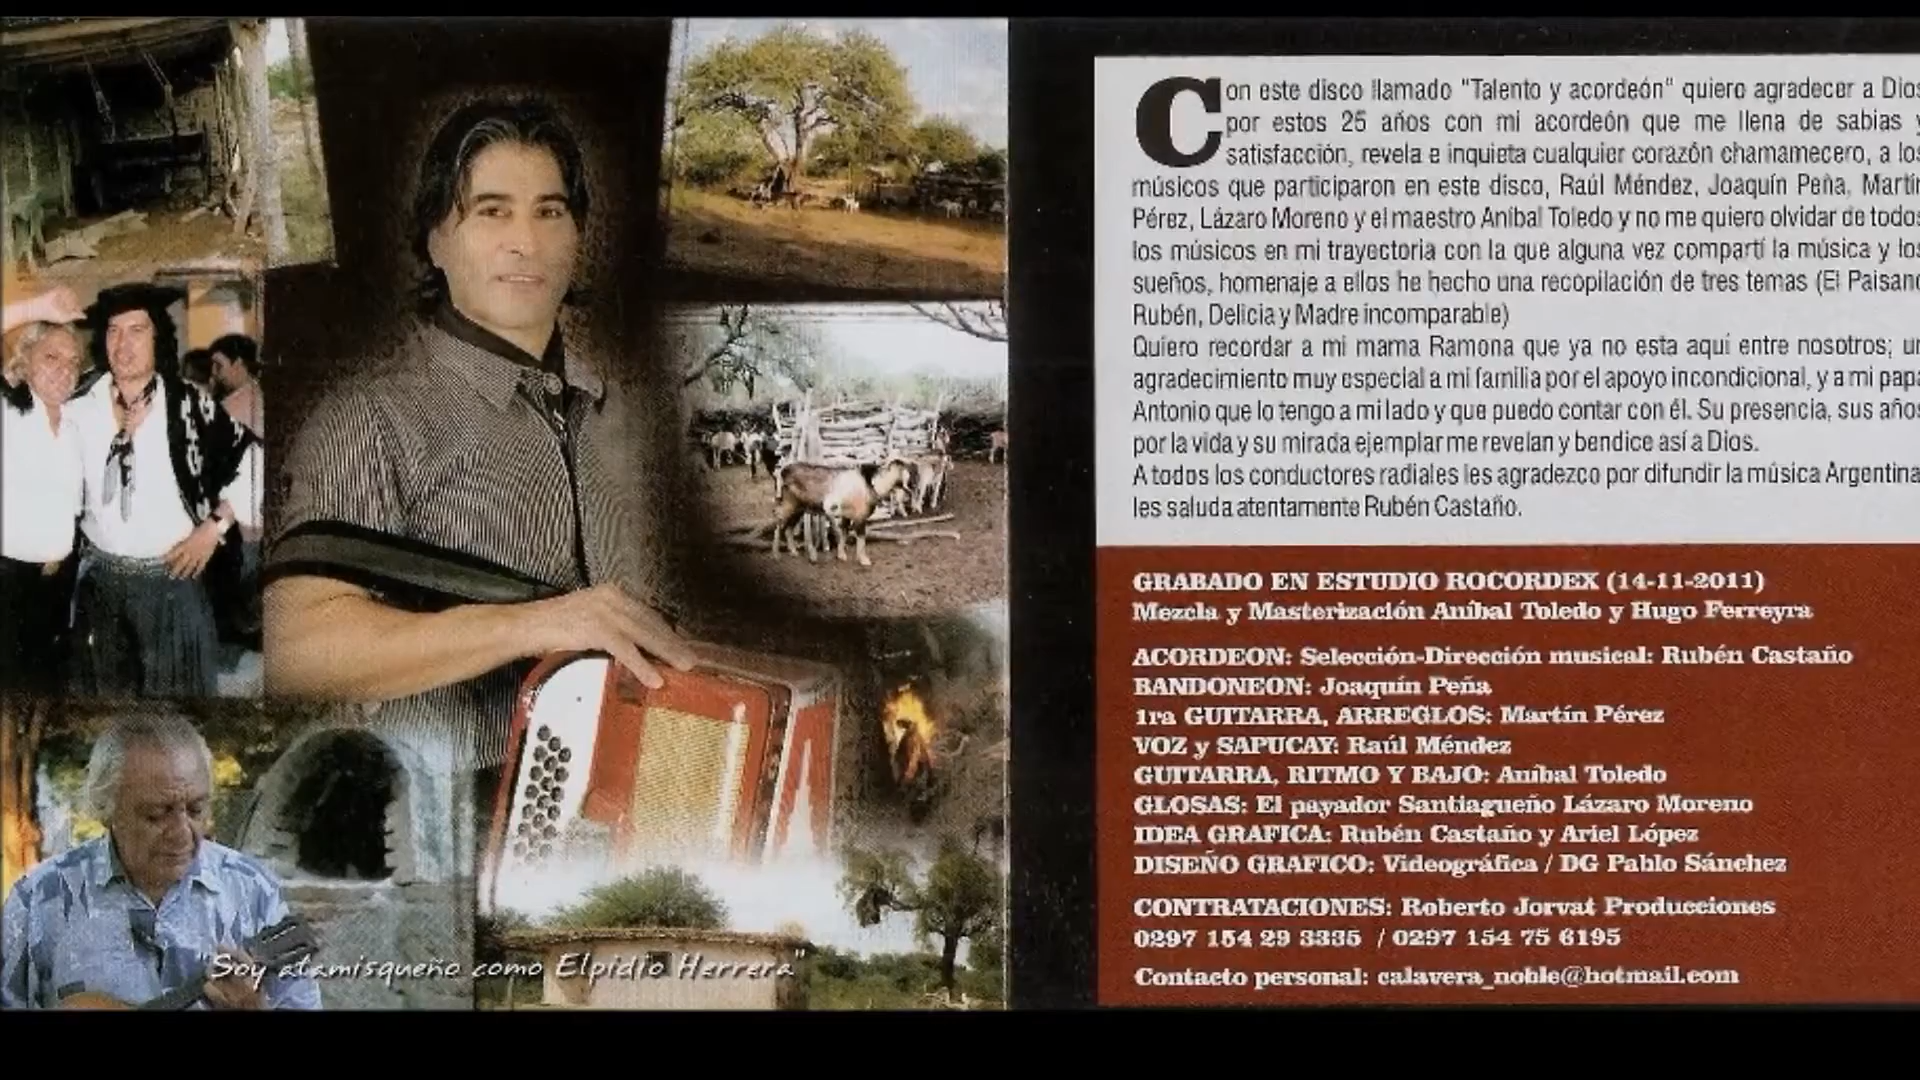 "Soy atamisqueño como Elpidio Herrera"
Con este disco llamado "Talento y acordeón" quiero agradecer a Dios
por estos 25 años con mi acordeón que me llena de sabias y
satisfacción, revela e inquieta cualquier corazón chamamecero, a los
músicos que participaron en este disco, Raúl Méndez, Joaquín Peña, Martín
Pérez, Lázaro Moreno y el maestro Aníbal Toledo y no me quiero olvidar de todos
los músicos en mi trayectoria con la que alguna vez compartí la música y los
sueños, homenaje a ellos he hecho una recopilación de tres temas (El Paisano
Rubén, Delicia y Madre incomparable)
Quiero recordar a mi mama Ramona que ya no esta aquí entre nosotros; un
agradecimiento muy especial a mi familia por el apoyo incondicional, y a mi papa
Antonio que lo tengo a mi lado y que puedo contar con él. Su presencia, sus años
por la vida y su mirada ejemplar me revelan y bendice así a Dios.
A todos los conductores radiales les agradezco por difundir la música Argentina
les saluda atentamente Rubén Castaño.
GRABADO EN ESTUDIO ROCORDEX (14-11-2011)
Mezcla y Masterización Aníbal Toledo y Hugo Ferreyra
ACORDEON: Selección-Dirección musical: Rubén Castaño
BANDONEON: Joaquín Peña
1ra GUITARRA, ARREGLOS: Martín Pérez
VOZ y SAPUCAY: Raúl Méndez
GUITARRA, RITMO Y BAJO: Aníbal Toledo
GLOSAS: El payador Santiagueño Lázaro Moreno
IDEA GRAFICA: Rubén Castaño y Ariel López
DISEÑO GRAFICO: Videográfica / DG Pablo Sánchez
CONTRATACIONES: Roberto Jorvat Producciones
0297 154 29 3335 / 0297 154 75 6195
Contacto personal: calavera_noble@hotmail.com